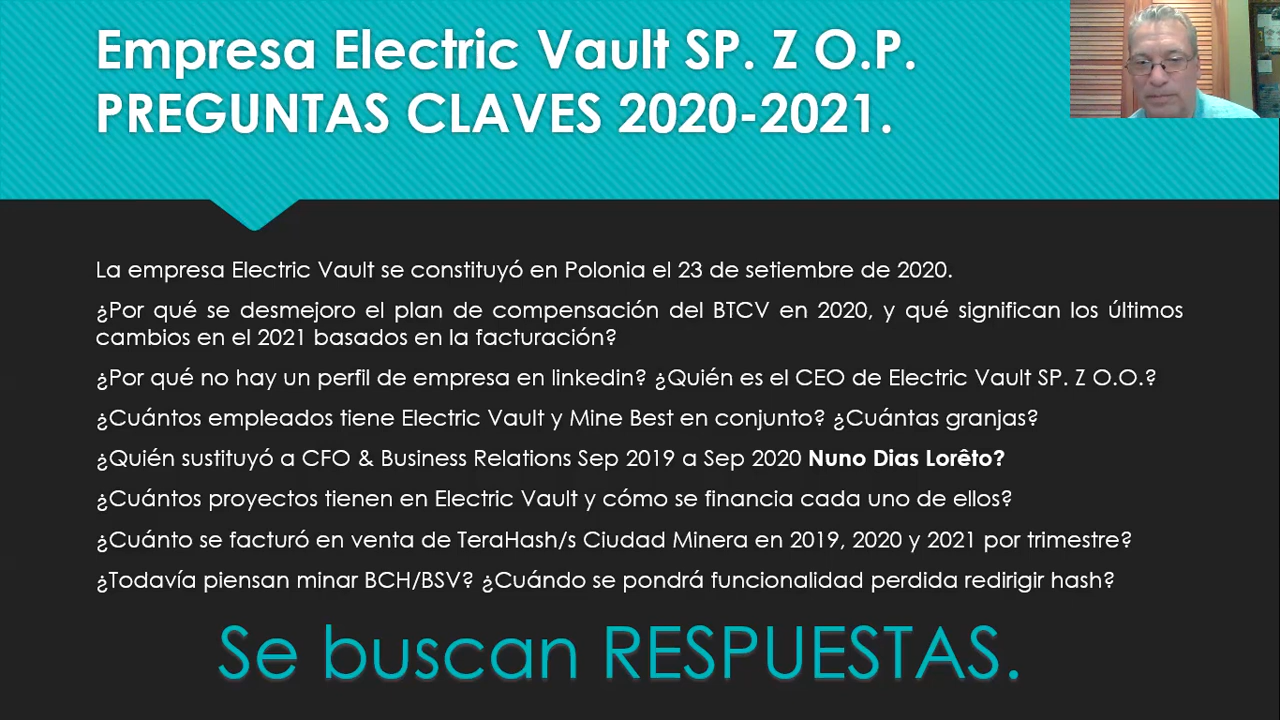 Empresa Electric Vault SP. Z O.P.
PREGUNTAS CLAVES 2020-2021.
La empresa Electric Vault se constituyó en Polonia el 23 de setiembre de 2020.
¿Por qué se desmejoro el plan de compensación del BTCV en 2020, y qué significan los últimos
cambios en el 2021 basados en la facturación?
¿Por qué no hay un perfil de empresa en linkedin? ¿Quién es el CEO de Electric Vault SP. Z O.O.?
¿Cuántos empleados tiene Electric Vault y Mine Best en conjunto? ¿Cuántas granjas?
¿Quién sustituyó a CFO & Business Relations Sep 2019 a Sep 2020 Nuno Dias Lorêto?
¿Cuántos proyectos tienen en Electric Vault y cómo se financia cada uno de ellos?
¿Cuánto se facturó en venta de TeraHash/s Ciudad Minera en 2019, 2020 y 2021 por trimestre?
¿Todavía piensan minar BCH/BSV? ¿Cuándo se pondrá funcionalidad perdida redirigir hash?
Se buscan RESPUESTAS.